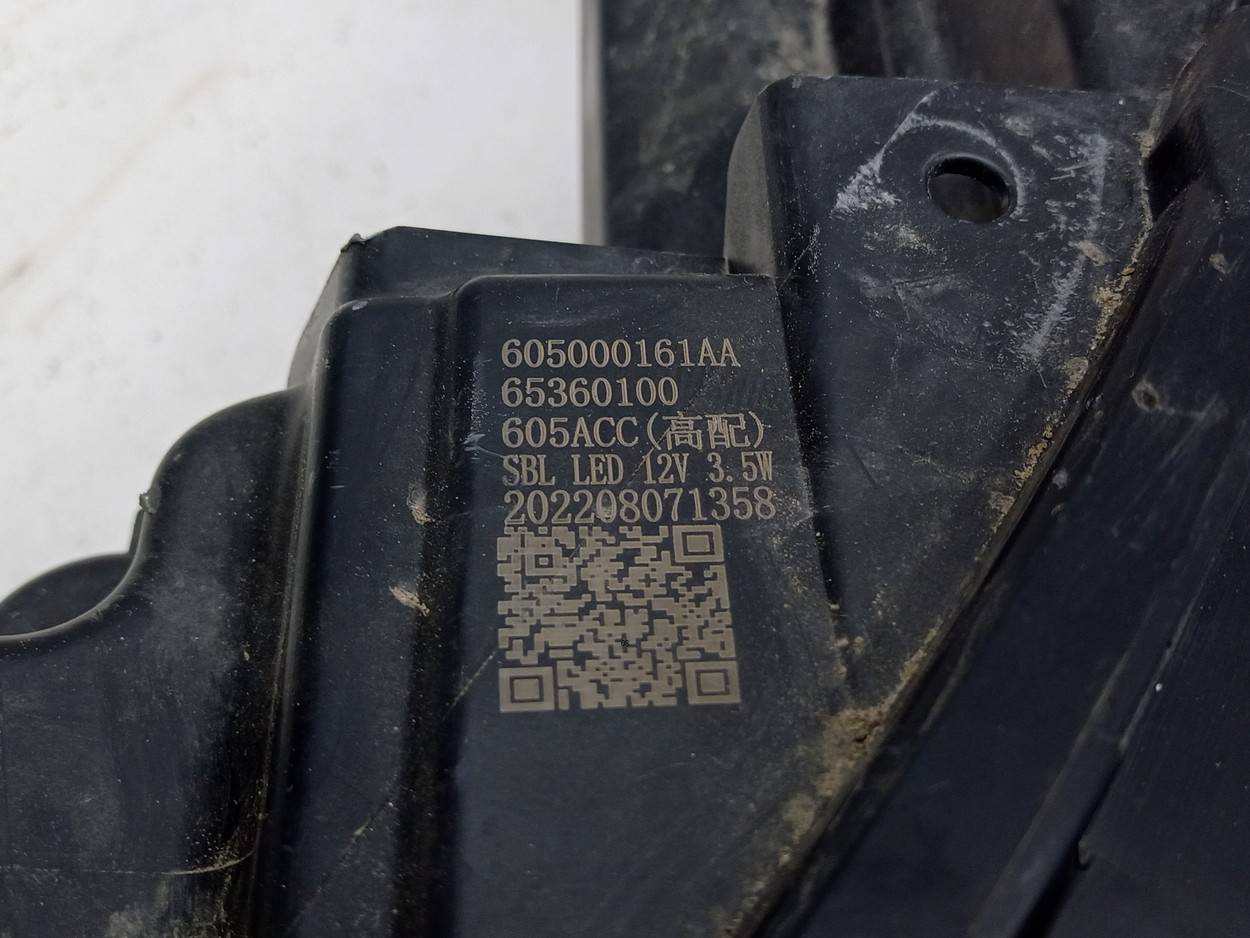 605000161AA
65360100
605ACC(高配)
SBL LED 12V 3.5W
202208071358